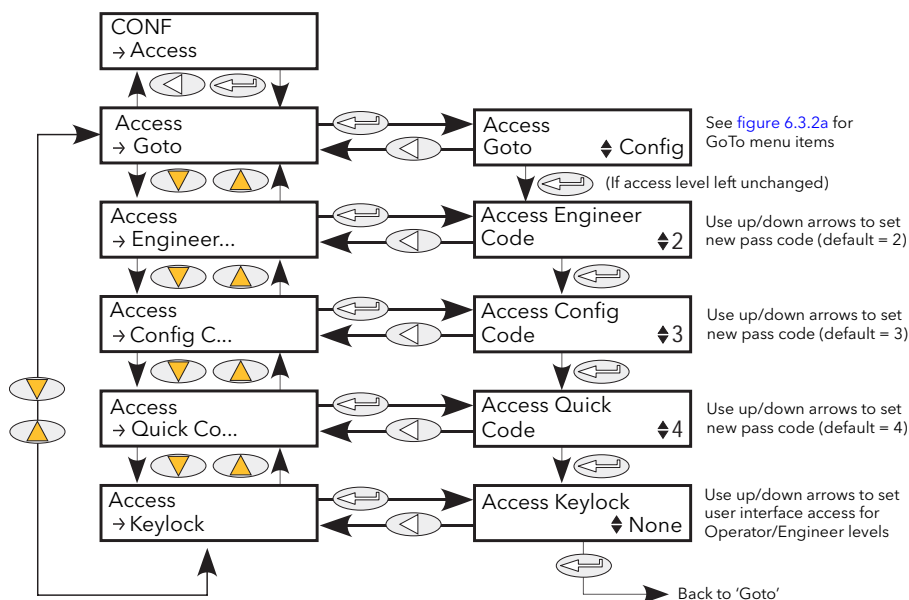 CONF
→ Access
Access
→ Goto
Access
Goto
Config
See figure 6.3.2a for
GoTo menu items
(If access level left unchanged)
Access
→ Engineer...
Access Engineer
Code
2
Use up/down arrows to set
new pass code (default = 2)
Access
→ Config C...
Access Config
Code
3
Use up/down arrows to set
new pass code (default = 3)
Access
→ Quick Co...
Access Quick
Code
4
Use up/down arrows to set
new pass code (default = 4)
Access
→ Keylock
Access Keylock
None
Use up/down arrows to set
user interface access for
Operator/Engineer levels
Back to ‘Goto’